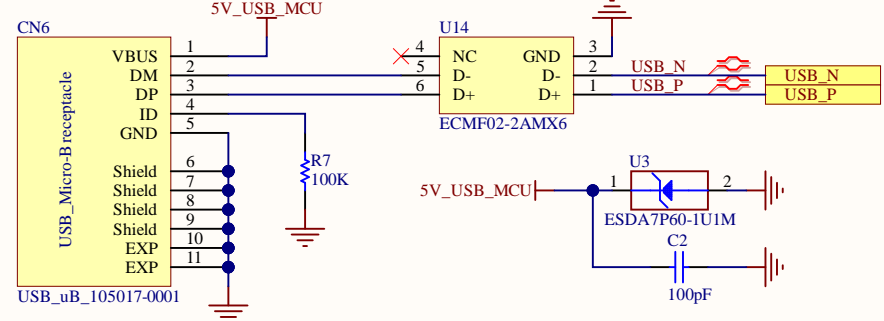 5V_USB_MCU
CN6
USB_Micro-B receptacle
VBUS 1
DM 2
DP 3
ID 4
GND 5
Shield 6
Shield 7
Shield 8
Shield 9
EXP 10
EXP 11
USB_uB_105017-0001
R7
100K
U14
4 NC GND 3
5 D- D- 2 USB_N USB_N
6 D+ D+ 1 USB_P USB_P
ECMF02-2AMX6
U3
5V_USB_MCU 1 2
ESDA7P60-1U1M
C2
100pF